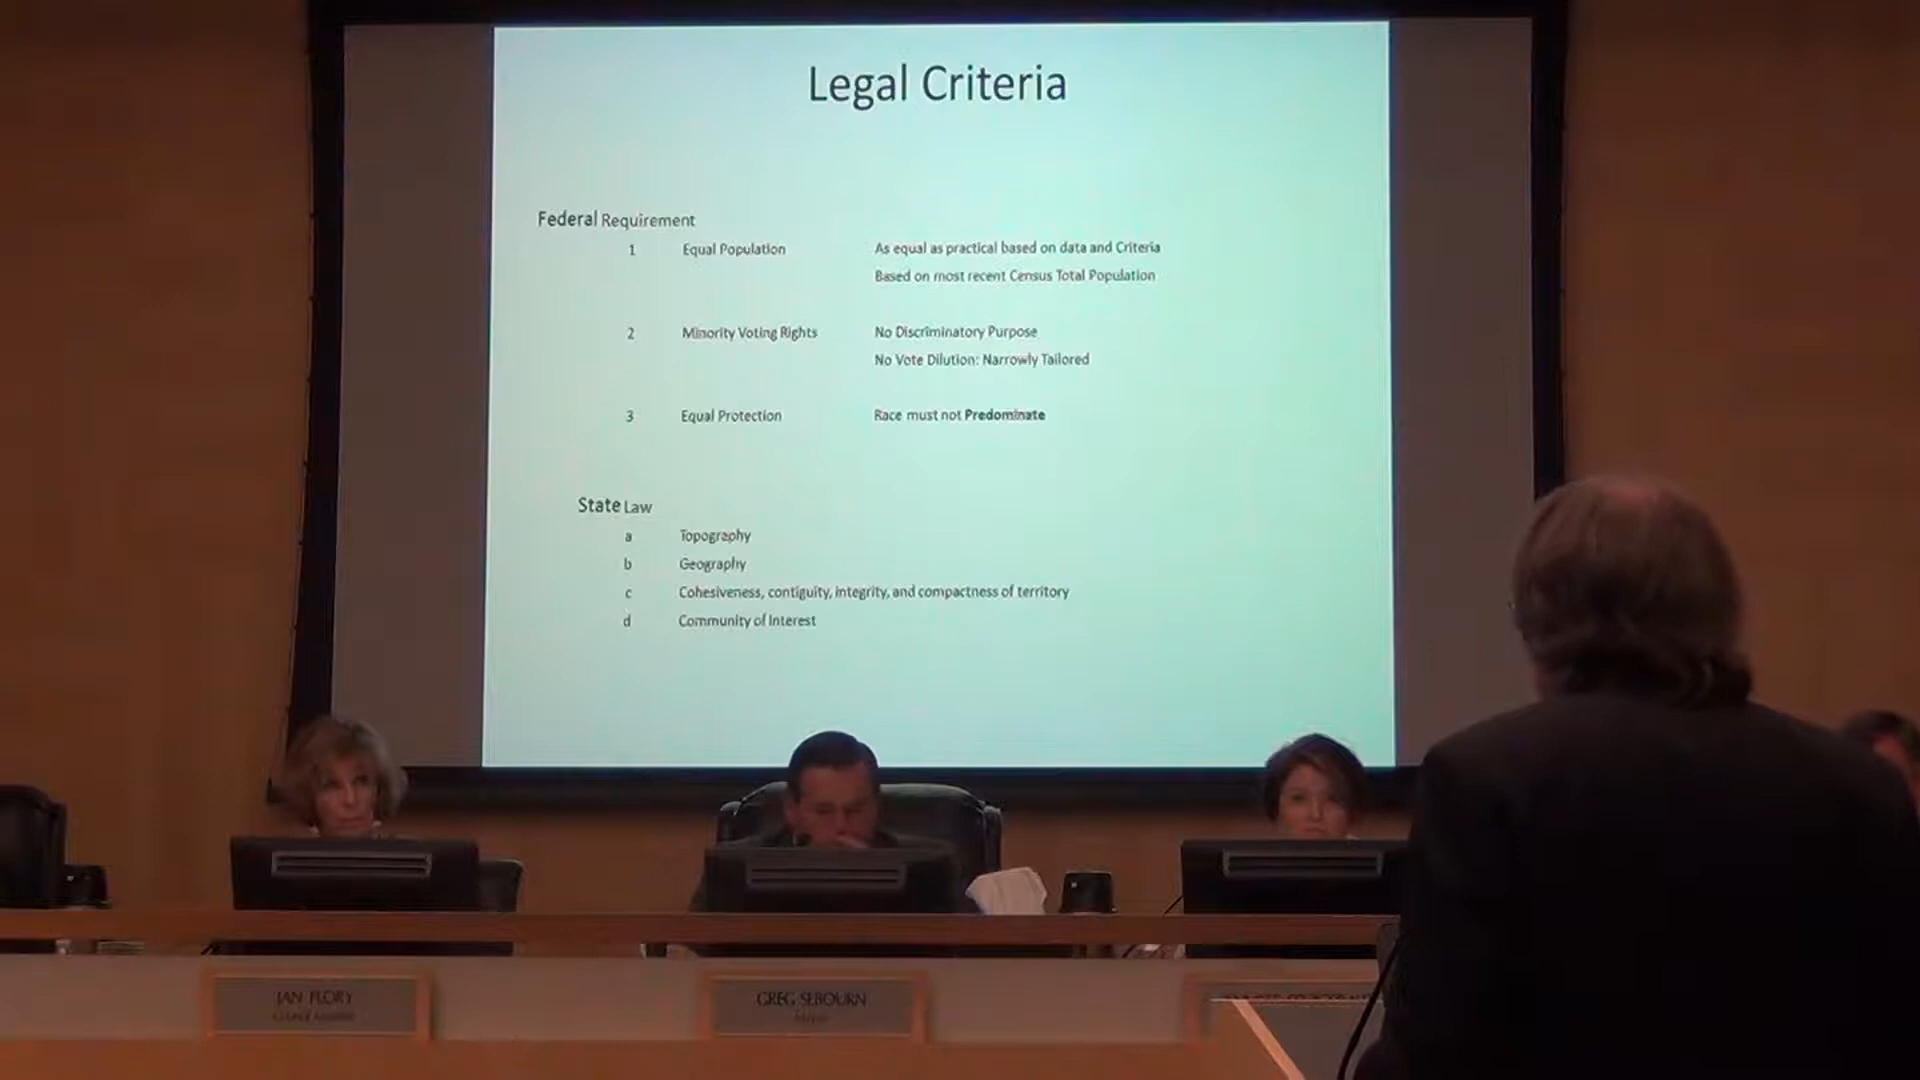 Legal Criteria
Federal Requirement
1 Equal Population As equal as practical based on data and Criteria
Based on most recent Census Total Population
2 Minority Voting Rights No Discriminatory Purpose
No Vote Dilution: Narrowly Tailored
3 Equal Protection Race must not Predominate
State Law
a Topography
b Geography
c Cohesiveness, contiguity, integrity, and compactness of territory
d Community of Interest
JAN FLORY
GREG SEBOURN